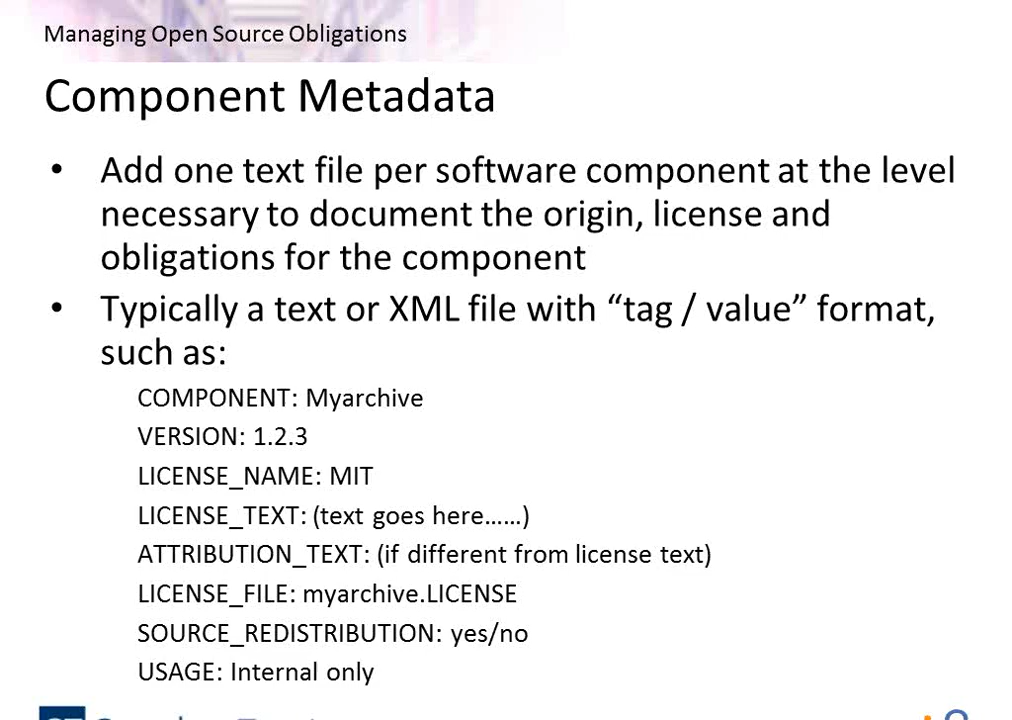 Managing Open Source Obligations
Component Metadata
• Add one text file per software component at the level
necessary to document the origin, license and
obligations for the component
• Typically a text or XML file with “tag / value” format,
such as:
COMPONENT: Myarchive
VERSION: 1.2.3
LICENSE_NAME: MIT
LICENSE_TEXT: (text goes here……)
ATTRIBUTION_TEXT: (if different from license text)
LICENSE_FILE: myarchive.LICENSE
SOURCE_REDISTRIBUTION: yes/no
USAGE: Internal only